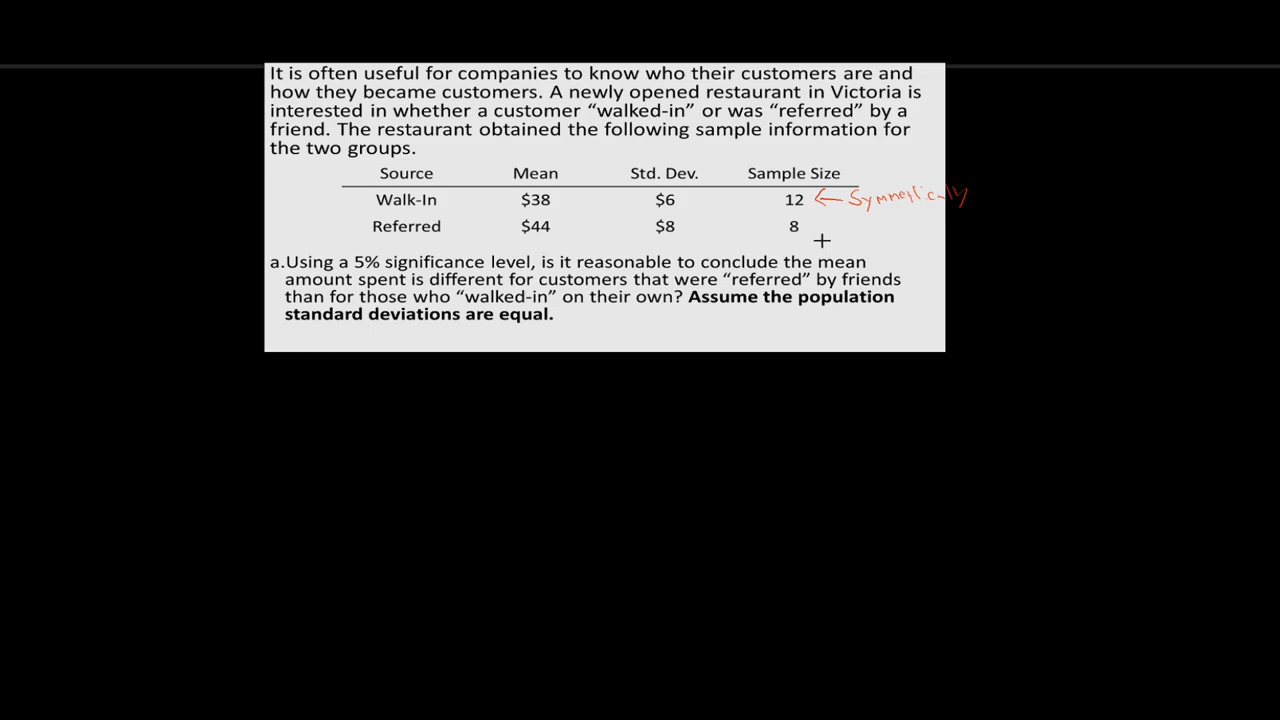 It is often useful for companies to know who their customers are and
how they became customers. A newly opened restaurant in Victoria is
interested in whether a customer “walked-in” or was “referred” by a
friend. The restaurant obtained the following sample information for
the two groups.
Source Mean Std. Dev. Sample Size
Walk-In $38 $6 12 ← Symmetrically
Referred $44 $8 8
a.Using a 5% significance level, is it reasonable to conclude the mean
amount spent is different for customers that were “referred” by friends
than for those who “walked-in” on their own? Assume the population
standard deviations are equal.